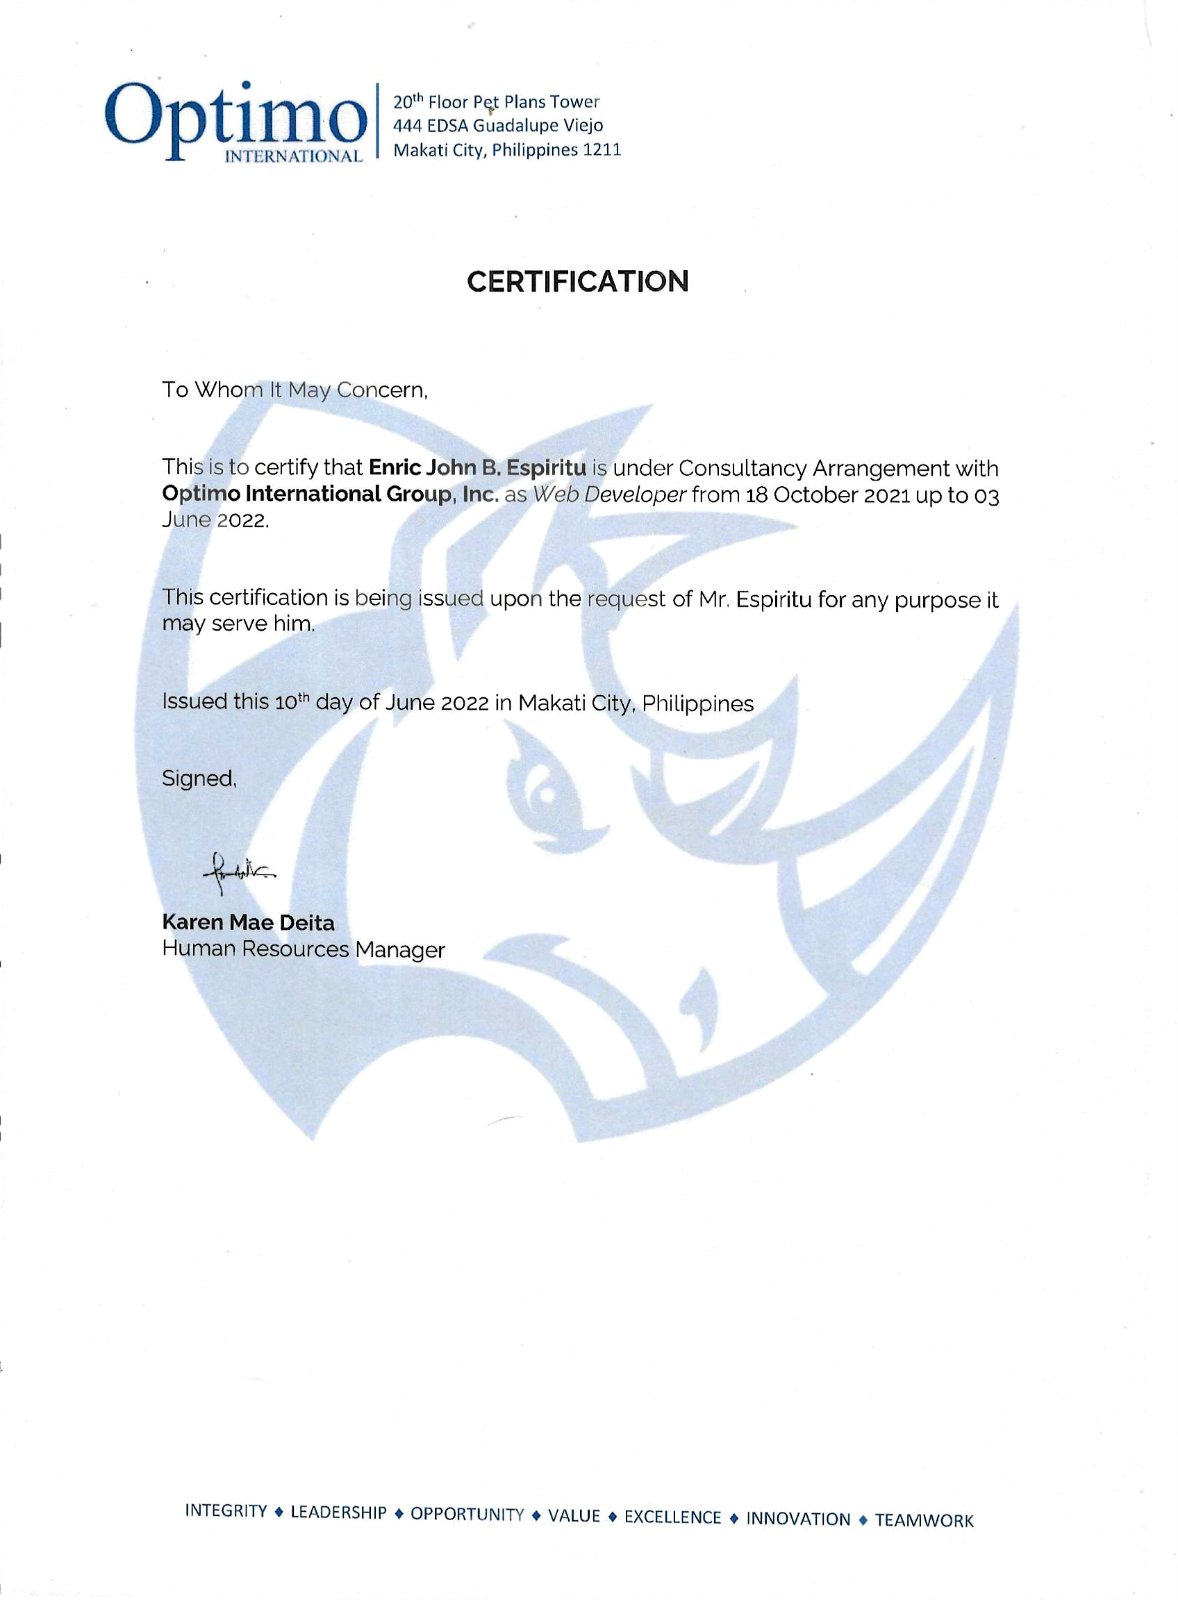 Optimo
INTERNATIONAL
20th Floor Pet Plans Tower
444 EDSA Guadalupe Viejo
Makati City, Philippines 1211
CERTIFICATION
To Whom It May Concern,
This is to certify that Enric John B. Espiritu is under Consultancy Arrangement with
Optimo International Group, Inc. as Web Developer from 18 October 2021 up to 03
June 2022.
This certification is being issued upon the request of Mr. Espiritu for any purpose it
may serve him.
Issued this 10th day of June 2022 in Makati City, Philippines
Signed,
Karen Mae Deita
Human Resources Manager
INTEGRITY ♦ LEADERSHIP ♦ OPPORTUNITY ♦ VALUE ♦ EXCELLENCE ♦ INNOVATION ♦ TEAMWORK